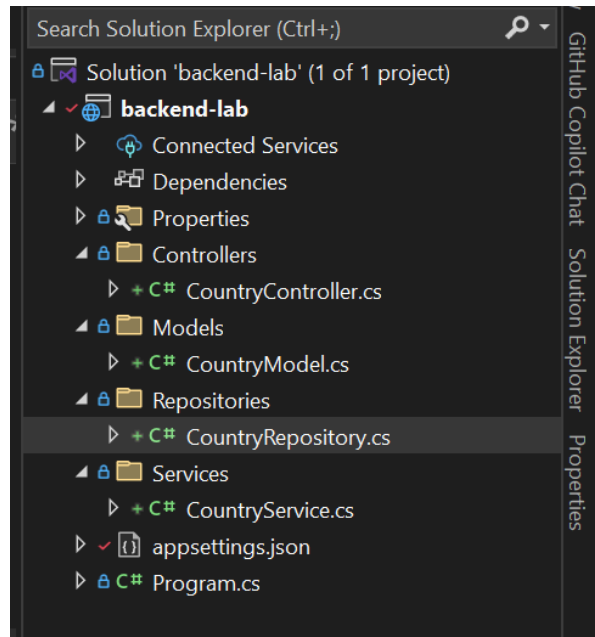 Search Solution Explorer (Ctrl+;)
Solution 'backend-lab' (1 of 1 project)
backend-lab
Connected Services
Dependencies
Properties
Controllers
C# CountryController.cs
Models
C# CountryModel.cs
Repositories
C# CountryRepository.cs
Services
C# CountryService.cs
appsettings.json
C# Program.cs
GitHub Copilot Chat
Solution Explorer
Properties